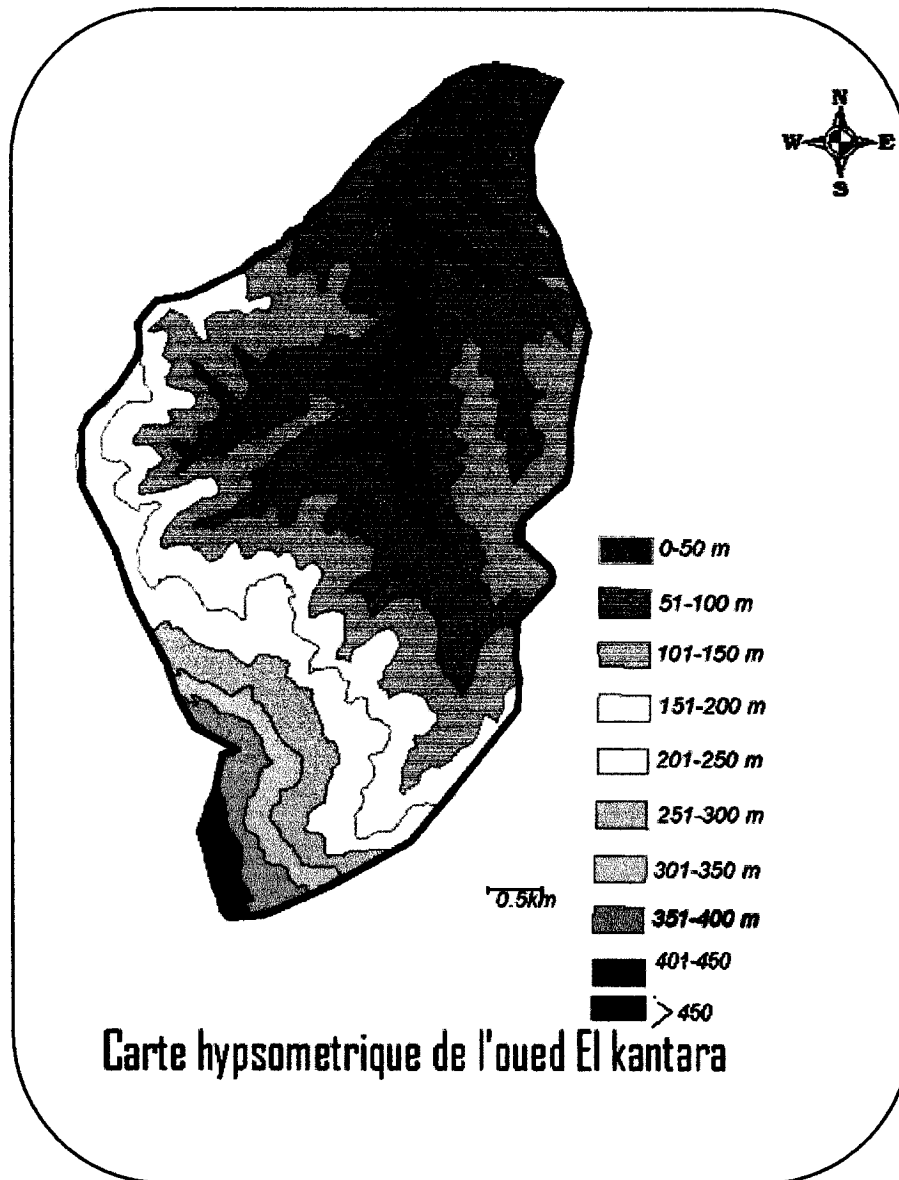 N
W E
S
0-50 m
51-100 m
101-150 m
151-200 m
201-250 m
251-300 m
301-350 m
351-400 m
401-450
> 450
0.5km
Carte hypsometrique de l'oued El kantara